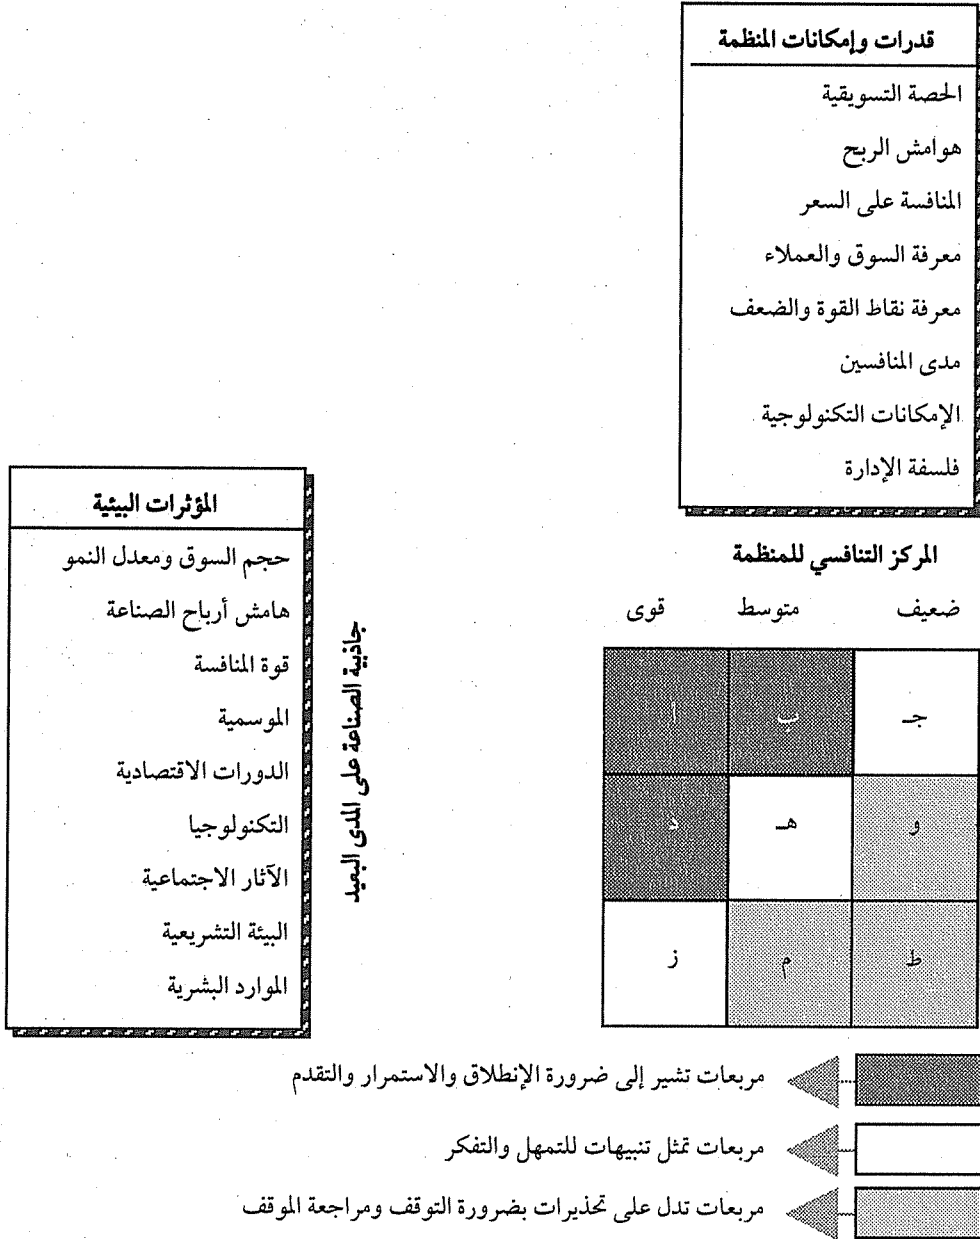 قدرات وإمكانات المنظمة
الحصة التسويقية
هوامش الربح
المنافسة على السعر
معرفة السوق والعملاء
معرفة نقاط القوة والضعف
مدى المنافسين
الإمكانات التكنولوجية
فلسفة الإدارة
المركز التنافسي للمنظمة
ضعيف متوسط قوى
جـ ب أ
و هـ د
ط م ز
جاذبية الصناعة على المدى البعيد
المؤثرات البيئية
حجم السوق ومعدل النمو
هامش أرباح الصناعة
قوة المنافسة
الموسمية
الدورات الاقتصادية
التكنولوجيا
الآثار الاجتماعية
البيئة التشريعية
الموارد البشرية
مربعات تشير إلى ضرورة الإنطلاق والاستمرار والتقدم
مربعات تمثل تنبيهات للتمهل والتفكر
مربعات تدل على تحذيرات بضرورة التوقف ومراجعة الموقف